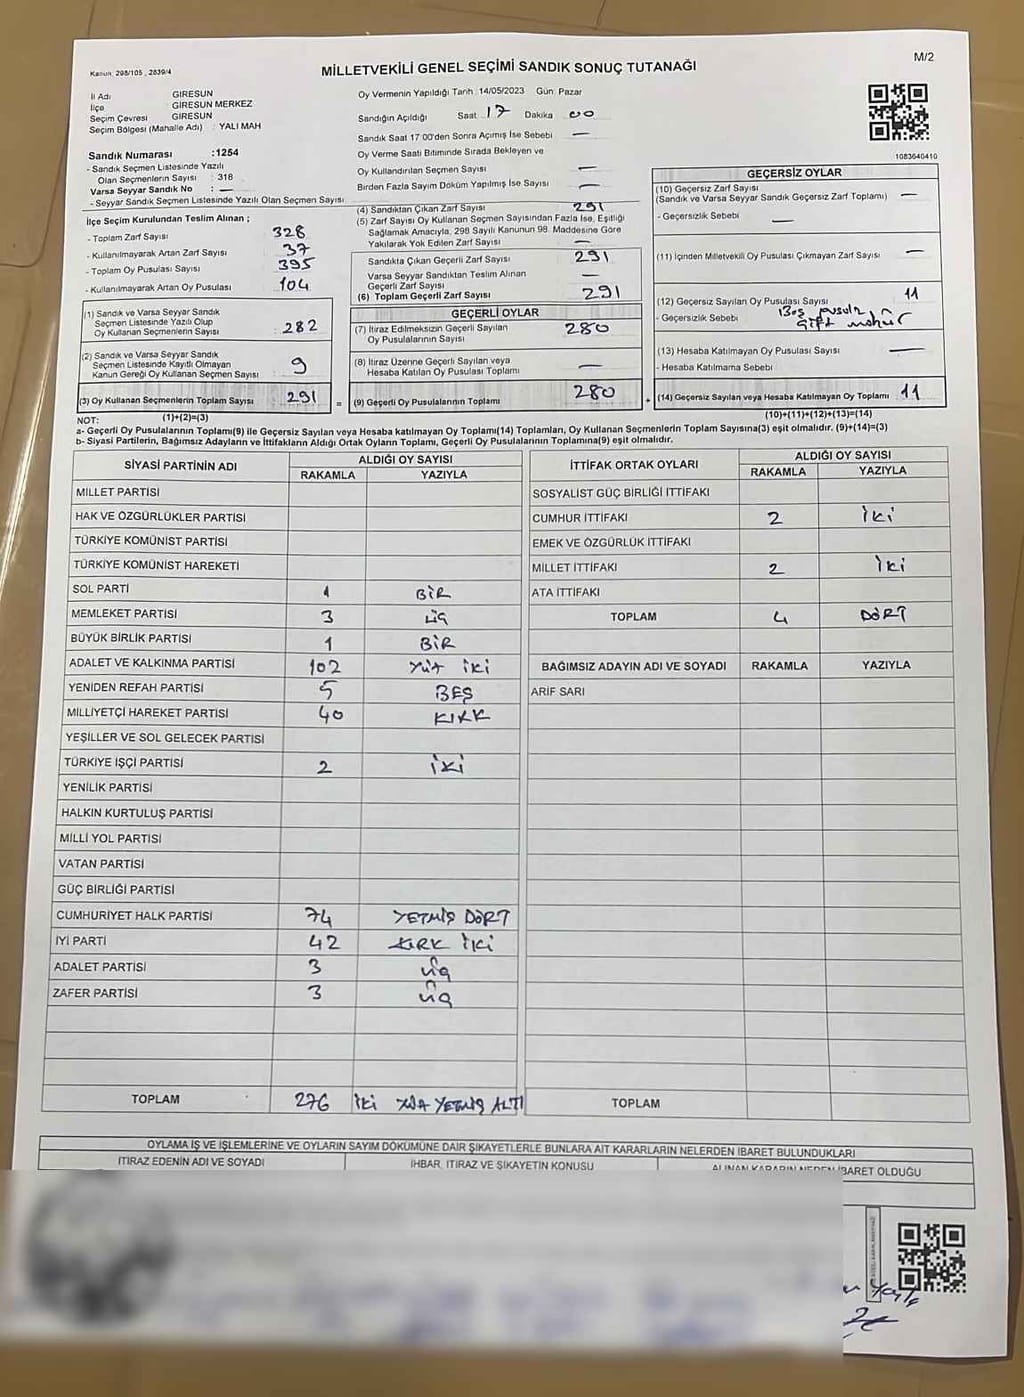 Kanun: 298/105 , 2839/4
MİLLETVEKİLİ GENEL SEÇİMİ SANDIK SONUÇ TUTANAĞI
M/2
İl Adı GİRESUN
İlçe GİRESUN MERKEZ
Seçim Çevresi GİRESUN
Seçim Bölgesi (Mahalle Adı) : YALI MAH
Sandık Numarası :1254
- Sandık Seçmen Listesinde Yazılı
Olan Seçmenlerin Sayısı : 318
Varsa Seyyar Sandık No : —
- Seyyar Sandık Seçmen Listesinde Yazılı Olan Seçmen Sayısı
Oy Vermenin Yapıldığı Tarih 14/05/2023 Gün: Pazar
Sandığın Açıldığı Saat 17 Dakika 00
Sandık Saat 17:00'den Sonra Açımış İse Sebebi —
Oy Verme Saati Bitiminde Sırada Bekleyen ve
Oy Kullandırılan Seçmen Sayısı —
Birden Fazla Sayım Döküm Yapılmış İse Sayısı —
1083640410
İlçe Seçim Kurulundan Teslim Alınan ;
- Toplam Zarf Sayısı 328
- Kullanılmayarak Artan Zarf Sayısı 37
- Toplam Oy Pusulası Sayısı 395
- Kullanılmayarak Artan Oy Pusulası 104
(4) Sandıktan Çıkan Zarf Sayısı 291
(5) Zarf Sayısı Oy Kullanan Seçmen Sayısından Fazla İse, Eşitliği
Sağlamak Amacıyla, 298 Sayılı Kanunun 98. Maddesine Göre
Yakılarak Yok Edilen Zarf Sayısı —
Sandıkta Çıkan Geçerli Zarf Sayısı 291
Varsa Seyyar Sandıktan Teslim Alınan
Geçerli Zarf Sayısı —
(6) Toplam Geçerli Zarf Sayısı 291
GEÇERSİZ OYLAR
(10) Geçersiz Zarf Sayısı
(Sandık ve Varsa Seyyar Sandık Geçersiz Zarf Toplamı) —
- Geçersizlik Sebebi —
(11) İçinden Milletvekili Oy Pusulası Çıkmayan Zarf Sayısı —
(12) Geçersiz Sayılan Oy Pusulası Sayısı 11
- Geçersizlik Sebebi Boş pusula
Çift mühür
(13) Hesaba Katılmayan Oy Pusulası Sayısı —
- Hesaba Katılmama Sebebi
(14) Geçersiz Sayılan veya Hesaba Katılmayan Oy Toplamı 11
(10)+(11)+(12)+(13)=(14)
(1) Sandık ve Varsa Seyyar Sandık
Seçmen Listesinde Yazılı Olup
Oy Kullanan Seçmenlerin Sayısı 282
(2) Sandık ve Varsa Seyyar Sandık
Seçmen Listesinde Kayıtlı Olmayan
Kanun Gereği Oy Kullanan Seçmen Sayısı 9
(3) Oy Kullanan Seçmenlerin Toplam Sayısı 291 =
GEÇERLİ OYLAR
(7) İtiraz Edilmeksizin Geçerli Sayılan
Oy Pusulalarının Sayısı 280
(8) İtiraz Üzerine Geçerli Sayılan veya
Hesaba Katılan Oy Pusulası Toplamı —
(9) Geçerli Oy Pusulalarının Toplamı 280 +
NOT: (1)+(2)=(3)
a- Geçerli Oy Pusulalarının Toplamı(9) ile Geçersiz Sayılan veya Hesaba katılmayan Oy Toplamı(14) Toplamları, Oy Kullanan Seçmenlerin Toplam Sayısına(3) eşit olmalıdır. (9)+(14)=(3)
b- Siyasi Partilerin, Bağımsız Adayların ve İttifakların Aldığı Ortak Oyların Toplamı, Geçerli Oy Pusulalarının Toplamına(9) eşit olmalıdır.
SİYASİ PARTİNİN ADI ALDIĞI OY SAYISI
RAKAMLA YAZIYLA
MİLLET PARTİSİ
HAK VE ÖZGÜRLÜKLER PARTİSİ
TÜRKİYE KOMÜNİST PARTİSİ
TÜRKİYE KOMÜNİST HAREKETİ
SOL PARTİ 1 BİR
MEMLEKET PARTİSİ 3 üç
BÜYÜK BİRLİK PARTİSİ 1 BİR
ADALET VE KALKINMA PARTİSİ 102 YÜZ İKİ
YENİDEN REFAH PARTİSİ 5 BEŞ
MİLLİYETÇİ HAREKET PARTİSİ 40 KIRK
YEŞİLLER VE SOL GELECEK PARTİSİ
TÜRKİYE İŞÇİ PARTİSİ 2 İKİ
YENİLİK PARTİSİ
HALKIN KURTULUŞ PARTİSİ
MİLLİ YOL PARTİSİ
VATAN PARTİSİ
GÜÇ BİRLİĞİ PARTİSİ
CUMHURİYET HALK PARTİSİ 74 YETMİŞ DÖRT
İYİ PARTİ 42 KIRK İKİ
ADALET PARTİSİ 3 üç
ZAFER PARTİSİ 3 üç
TOPLAM 276 İKİ YÜZ YETMİŞ ALTI
İTTİFAK ORTAK OYLARI ALDIĞI OY SAYISI
RAKAMLA YAZIYLA
SOSYALİST GÜÇ BİRLİĞİ İTTİFAKI
CUMHUR İTTİFAKI 2 İKİ
EMEK VE ÖZGÜRLÜK İTTİFAKI
MİLLET İTTİFAKI 2 İKİ
ATA İTTİFAKI
TOPLAM 4 DÖRT
BAĞIMSIZ ADAYIN ADI VE SOYADI RAKAMLA YAZIYLA
ARİF SARI
TOPLAM
OYLAMA İŞ VE İŞLEMLERİNE VE OYLARIN SAYIM DÖKÜMÜNE DAİR ŞİKAYETLERLE BUNLARA AİT KARARLARIN NELERDEN İBARET BULUNDUKLARI
İTİRAZ EDENİN ADI VE SOYADI İHBAR, İTİRAZ VE ŞİKAYETİN KONUSU ALINAN KARARIN NEDEN İBARET OLDUĞU